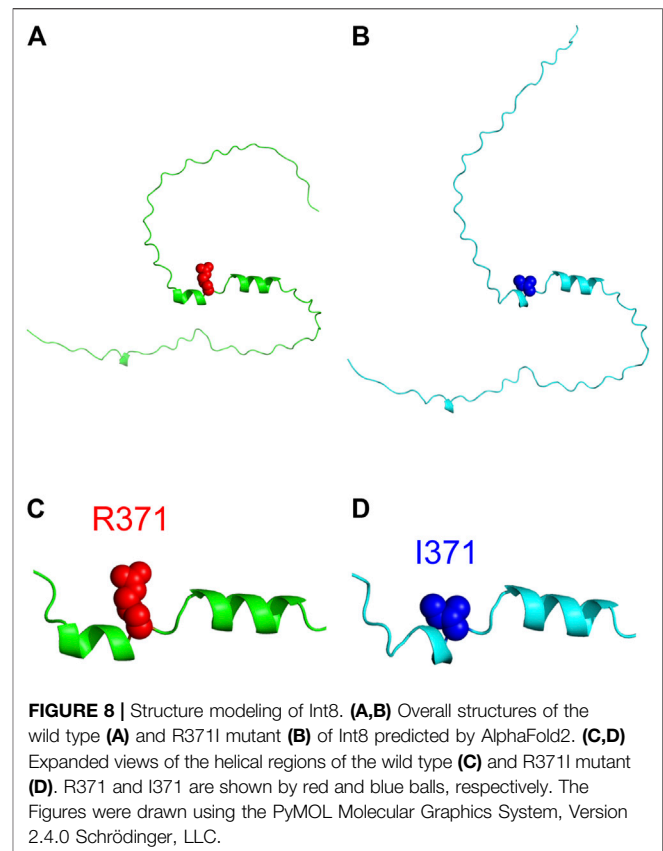 A
B
C
D
R371
I371
FIGURE 8 | Structure modeling of Int8. (A,B) Overall structures of the
wild type (A) and R371I mutant (B) of Int8 predicted by AlphaFold2. (C,D)
Expanded views of the helical regions of the wild type (C) and R371I mutant
(D). R371 and I371 are shown by red and blue balls, respectively. The
Figures were drawn using the PyMOL Molecular Graphics System, Version
2.4.0 Schrödinger, LLC.